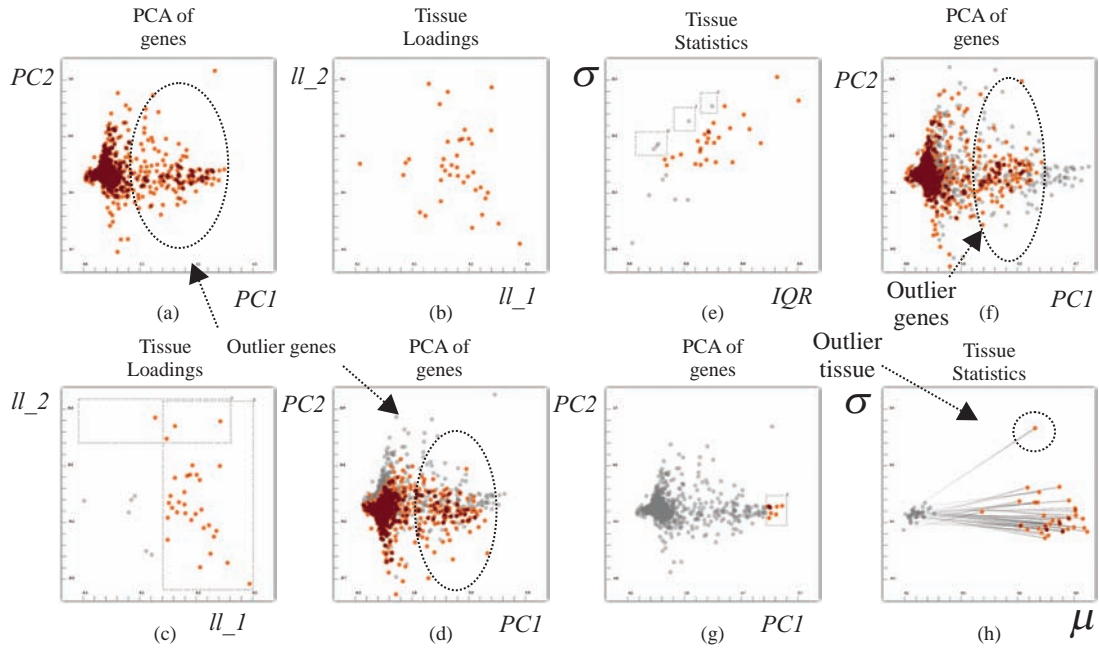 PCA of
genes
PC2
PC1
(a)
Tissue
Loadings
ll_2
ll_1
(b)
Tissue
Statistics
σ
IQR
(e)
PCA of
genes
PC2
PC1
(f)
Outlier
genes
Outlier genes
Tissue
Loadings
ll_2
ll_1
(c)
PCA of
genes
PC2
PC1
(d)
PCA of
genes
PC2
PC1
(g)
Outlier
tissue
Tissue
Statistics
σ
μ
(h)